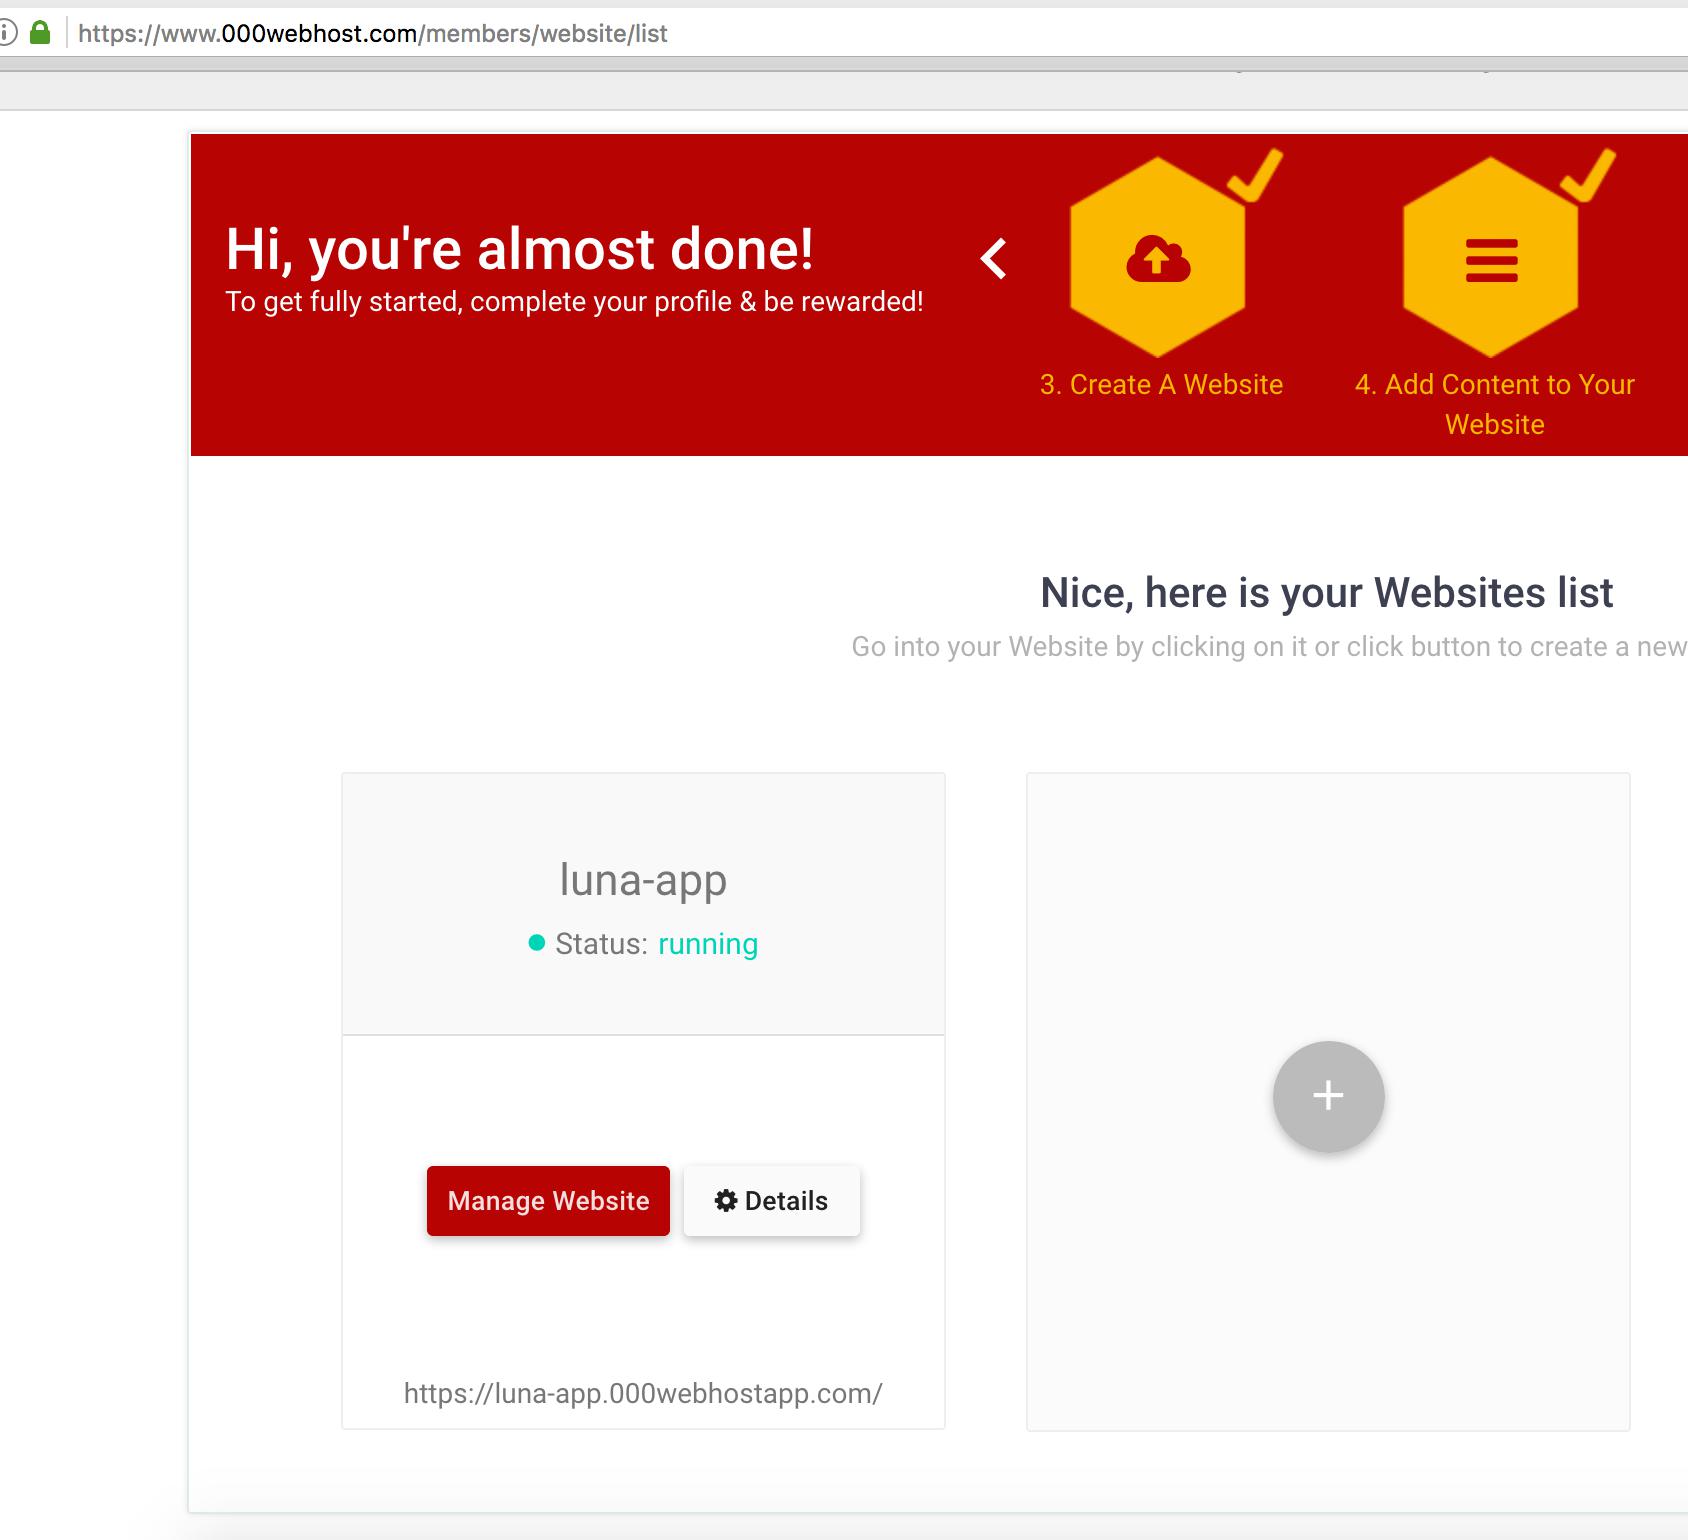 https://www.000webhost.com/members/website/list
Hi, you're almost done!
To get fully started, complete your profile & be rewarded!
3. Create A Website
4. Add Content to Your
Website
Nice, here is your Websites list
Go into your Website by clicking on it or click button to create a new
luna-app
Status: running
Manage Website
Details
https://luna-app.000webhostapp.com/